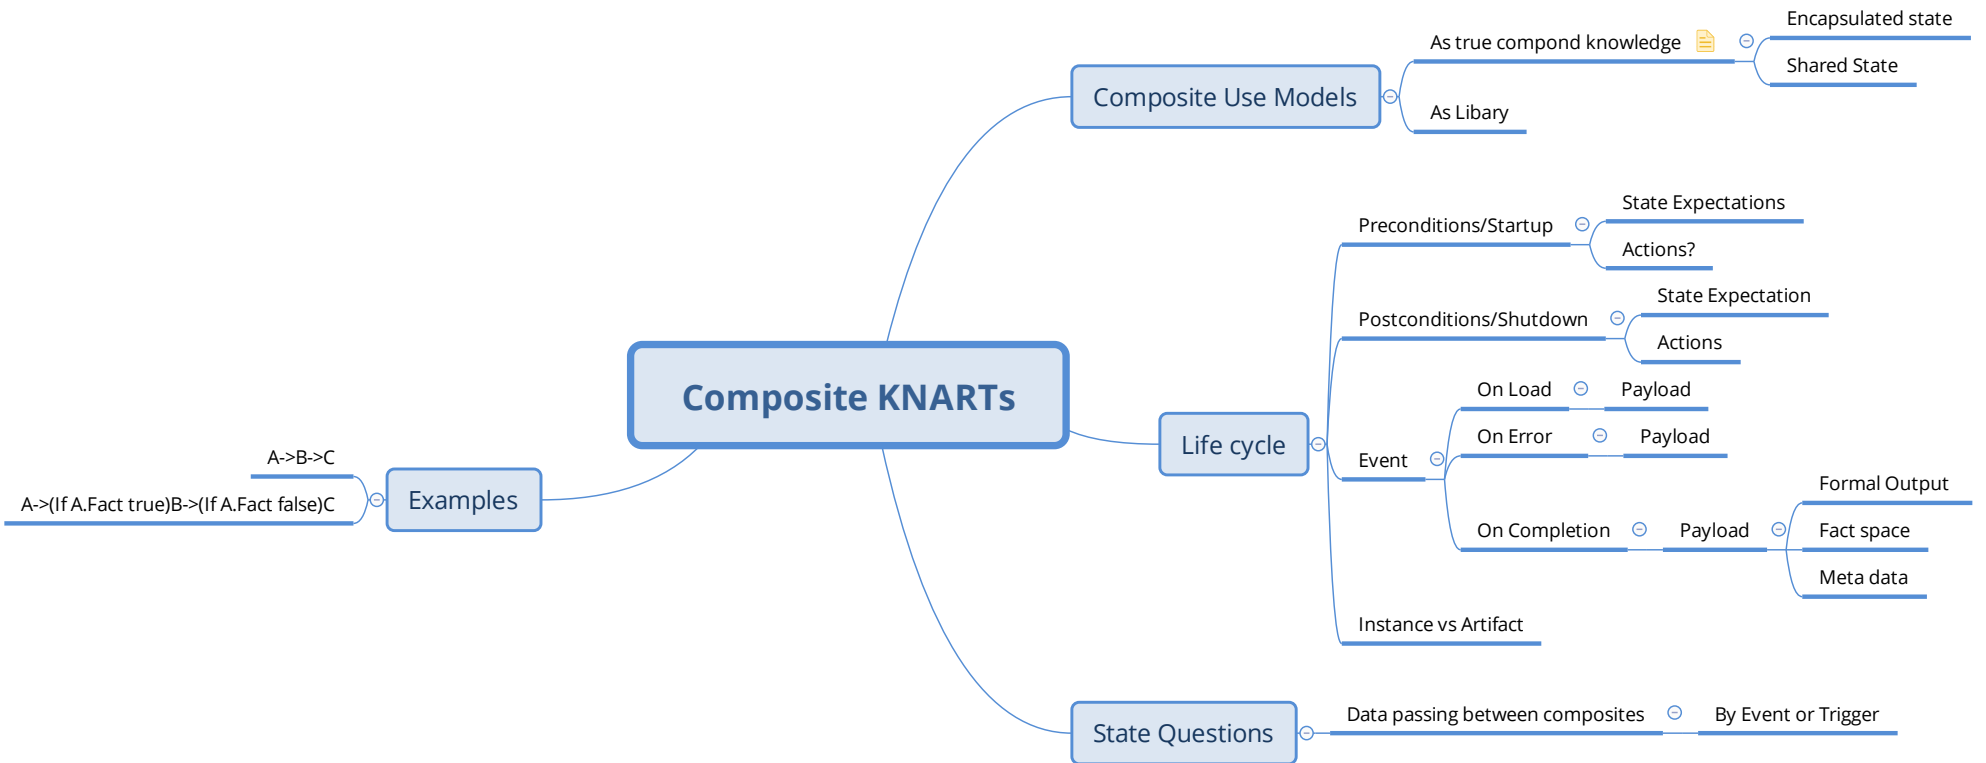 Composite KNARTs
Composite Use Models
As true compond knowledge
Encapsulated state
Shared State
As Libary
Life cycle
Preconditions/Startup
State Expectations
Actions?
Postconditions/Shutdown
State Expectation
Actions
Event
On Load
Payload
On Error
Payload
On Completion
Payload
Formal Output
Fact space
Meta data
Instance vs Artifact
State Questions
Data passing between composites
By Event or Trigger
Examples
A->B->C
A->(If A.Fact true)B->(If A.Fact false)C